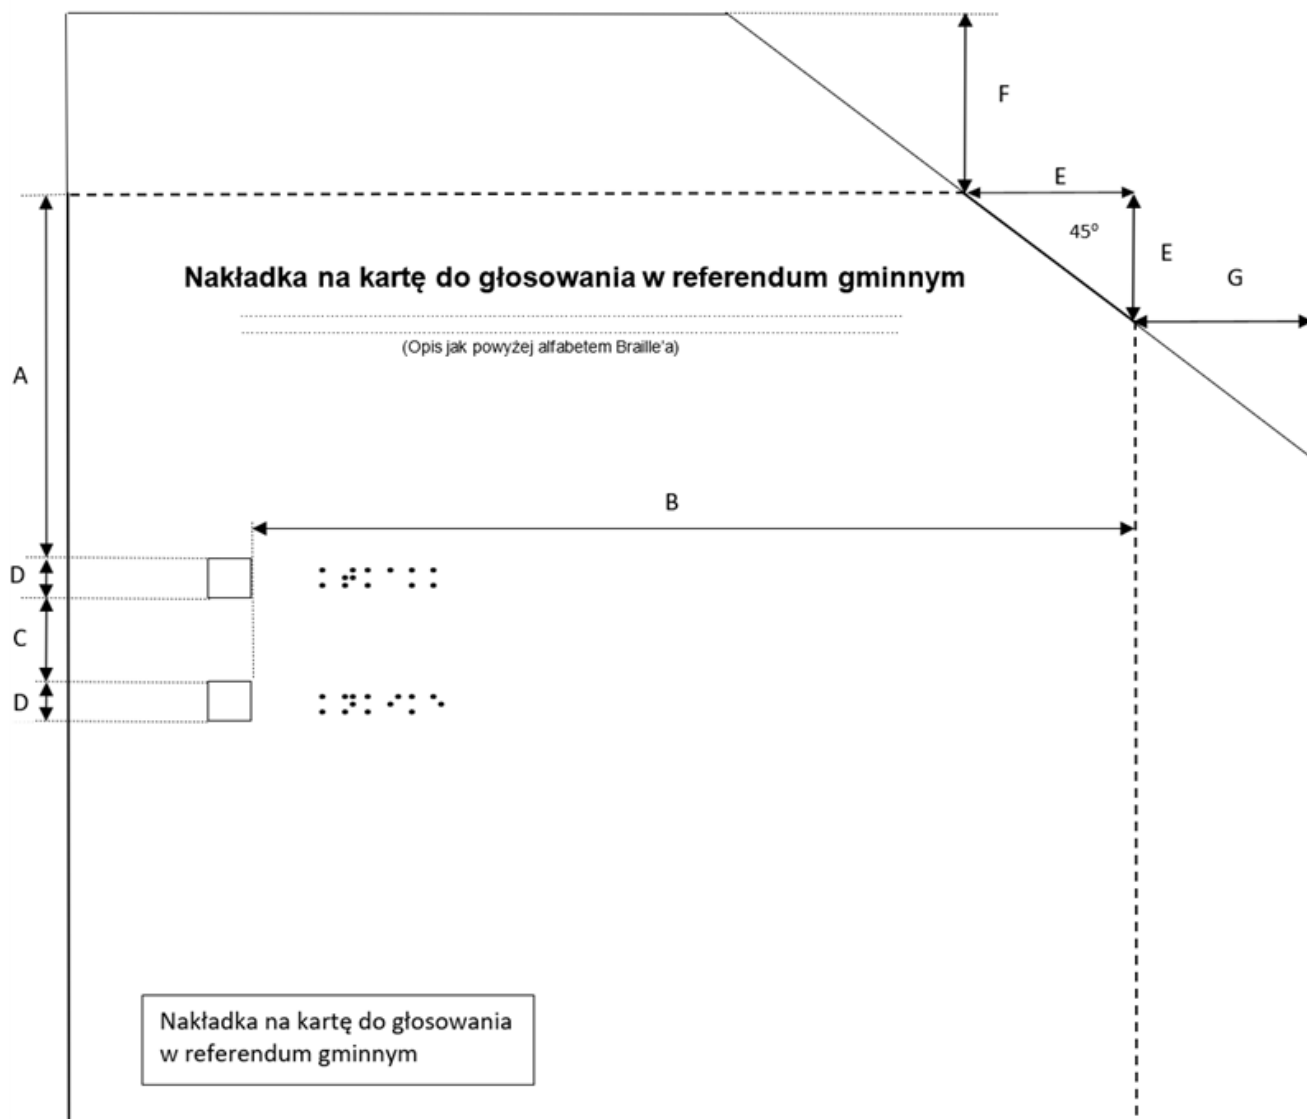 F
E
45º
E
G
Nakładka na kartę do głosowania w referendum gminnym
(Opis jak powyżej alfabetem Braille'a)
A
B
D
C
D
Nakładka na kartę do głosowania
w referendum gminnym